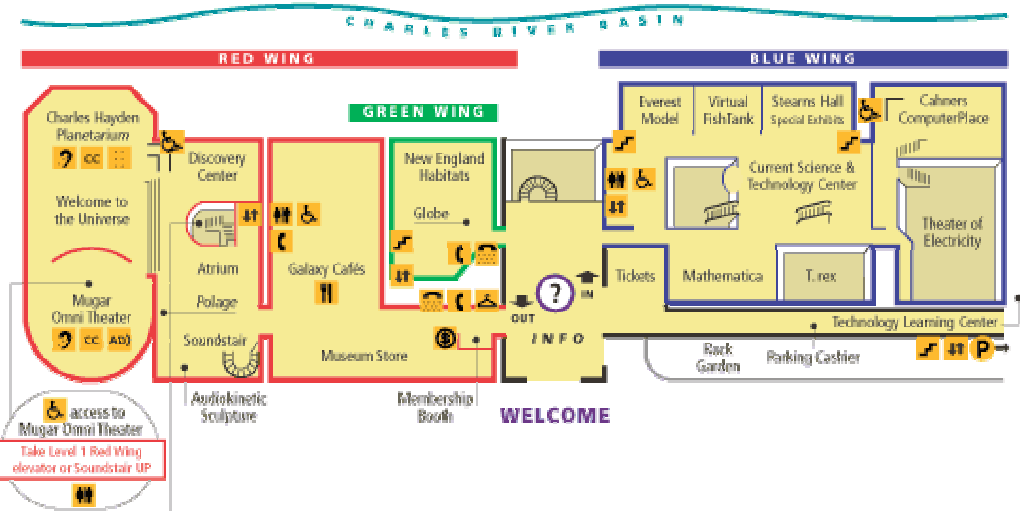 CHARLES RIVER BASIN
RED WING
BLUE WING
GREEN WING
Charles Hayden
Planetarium
CC
Welcome to
the Universe
Mugar
Omni Theater
CC AD))
Discovery
Center
Atrium
Polage
Soundstair
Galaxy Cafés
Museum Store
New England
Habitats
Globe
Everest
Model
Virtual
FishTank
Stearns Hall
Special Exhibits
Cahners
ComputerPlace
Current Science &
Technology Center
Theater of
Electricity
Tickets
Mathematica
T. rex
?
IN
OUT
INFO
Technology Learning Center
Rock
Garden
Parking Cashier
P
Audiokinetic
Sculpture
Membership
Booth
WELCOME
access to
Mugar Omni Theater
Take Level 1 Red Wing
elevator or Soundstair UP